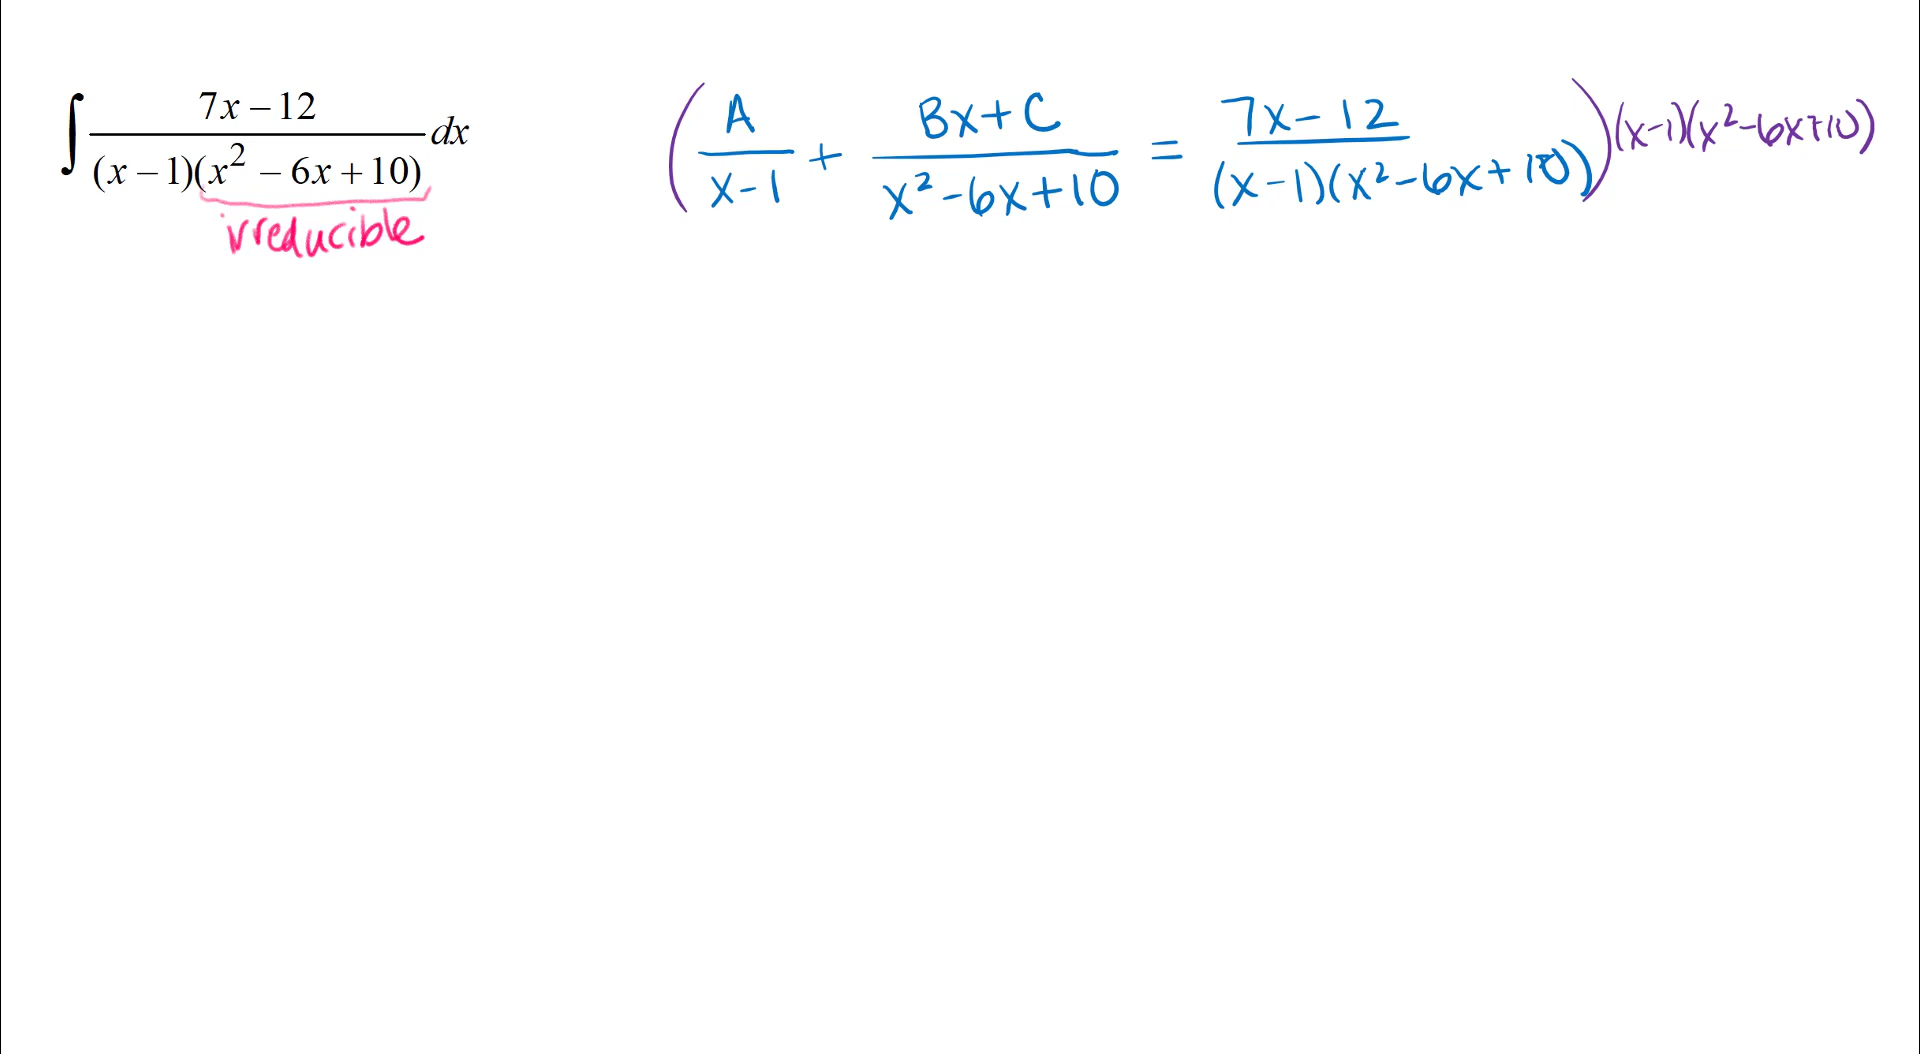 ∫ (7x − 12)/((x − 1)(x² − 6x + 10)) dx
irreducible
(A/(x-1) + (Bx+C)/(x²-6x+10) = (7x-12)/((x-1)(x²-6x+10)))(x-1)(x²-6x+10)